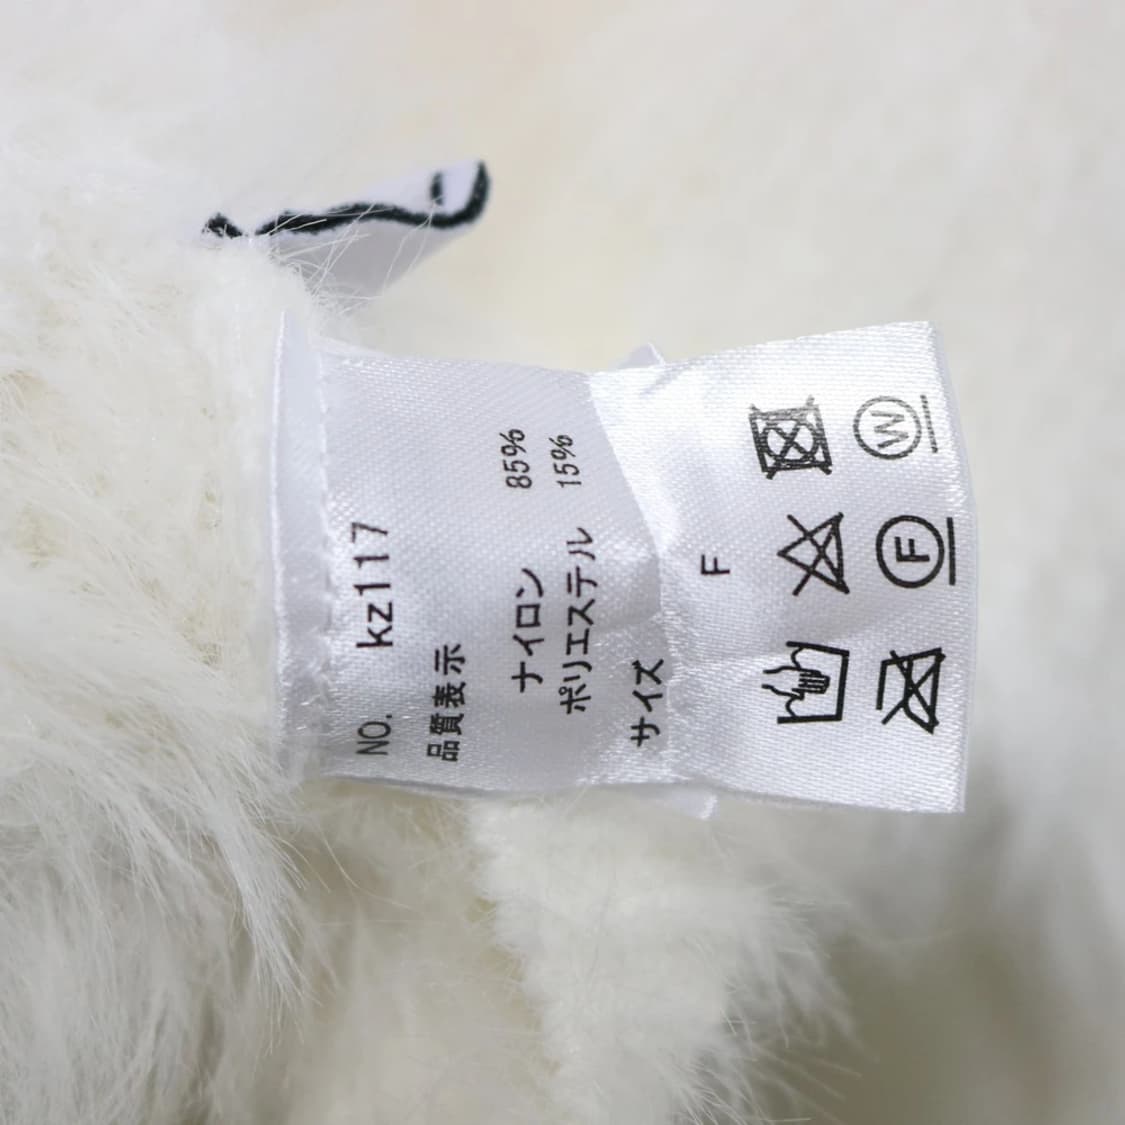 NO. kz117
品質表示
ナイロン 85%
ポリエステル 15%
サイズ F
W
F